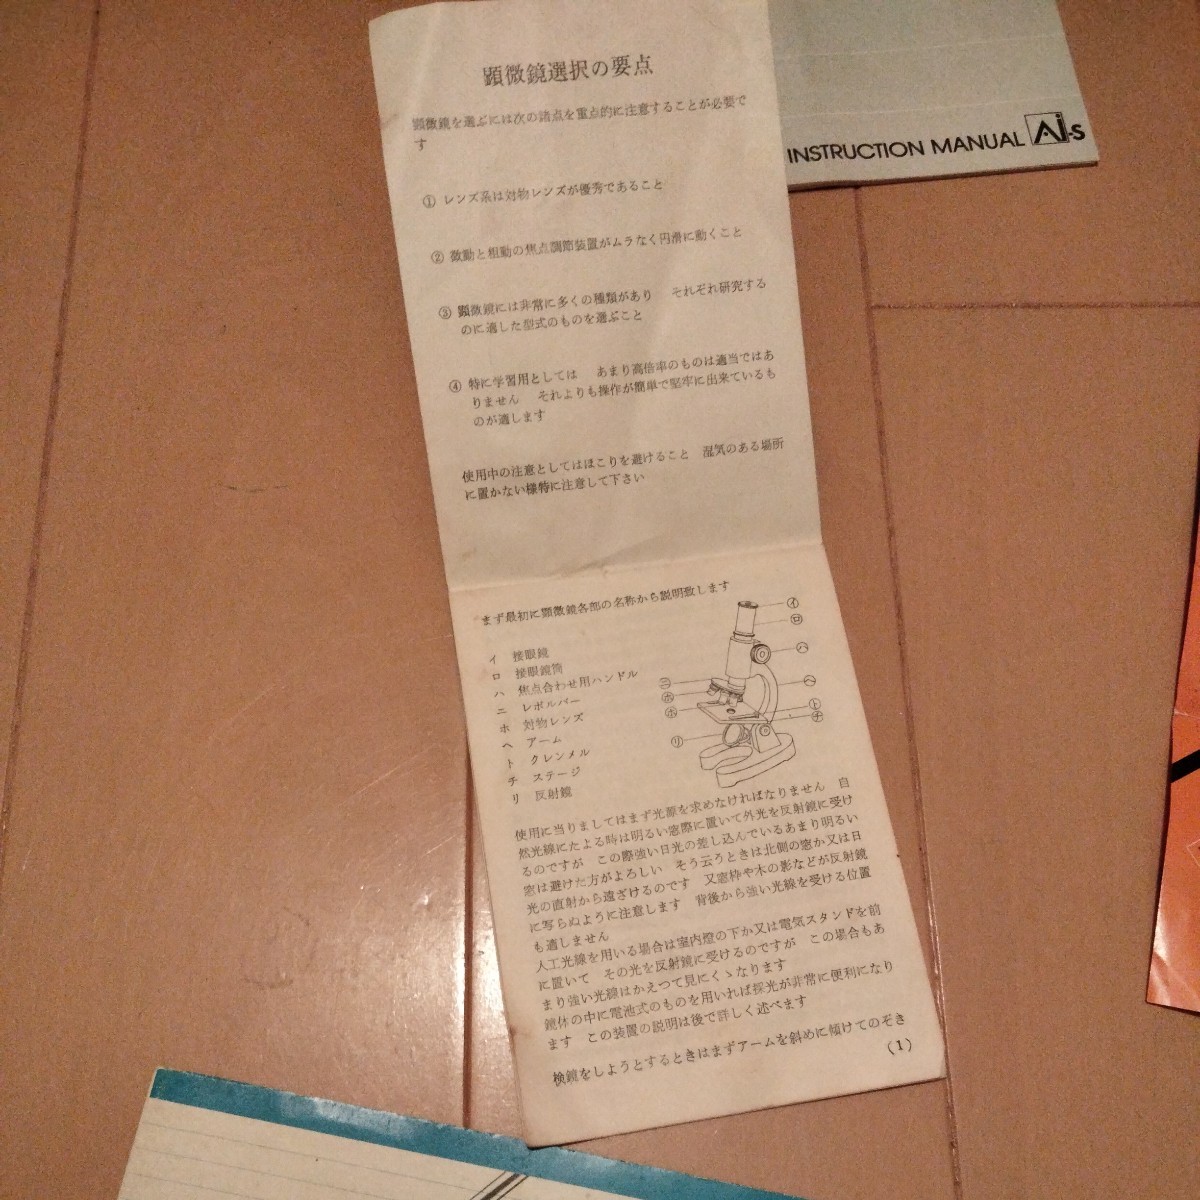 顕微鏡選択の要点
顕微鏡を選ぶには次の諸点を重点的に注意することが必要で
す
① レンズ系は対物レンズが優秀であること
② 微動と粗動の焦点調節装置がムラなく円滑に動くこと
③ 顕微鏡には非常に多くの種類があり　それぞれ研究する
のに適した型式のものを選ぶこと
④ 特に学習用としては　あまり高倍率のものは適当ではあ
りません　それよりも操作が簡単で堅牢に出来ているも
のが適します
使用中の注意としてはほこりを避けること　湿気のある場所
に置かない様特に注意して下さい
まず最初に顕微鏡各部の名称から説明致します
イ　接眼鏡
ロ　接眼鏡筒
ハ　焦点合わせ用ハンドル
ニ　レボルバー
ホ　対物レンズ
ヘ　アーム
ト　クレンメル
チ　ステージ
リ　反射鏡
イ
ロ
ハ
ニ
ホ
ホ
ヘ
ト
チ
リ
使用に当りましてはまず光源を求めなければなりません　自
然光線にたよる時は明るい窓際に置いて外光を反射鏡に受け
るのですが　この際強い日光の差し込んでいるあまり明るい
窓は避けた方がよろしい　そう云うときは北側の窓か又は日
光の直射から遠ざけるのです　又窓枠や木の影などが反射鏡
に写らぬように注意します　背後から強い光線を受ける位置
も適しません
人工光線を用いる場合は室内燈の下か又は電気スタンドを前
に置いて　その光を反射鏡に受けるのですが　この場合もあ
まり強い光線はかえつて見にくゝなります
鏡体の中に電池式のものを用いれば採光が非常に便利になり
ます　この装置の説明は後で詳しく述べます
検鏡をしようとするときはまずアームを斜めに傾けてのぞき
(1)
INSTRUCTION MANUAL Ai-s